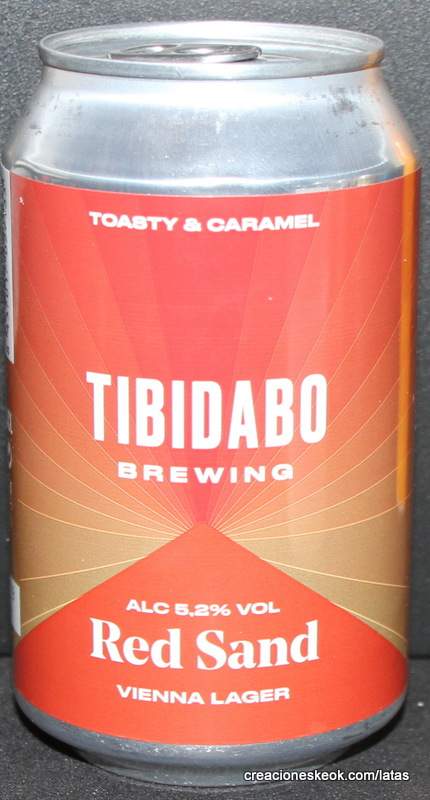 TOASTY & CARAMEL
TIBIDABO
BREWING
ALC 5,2% VOL
Red Sand
VIENNA LAGER
creacioneskeok.com/latas